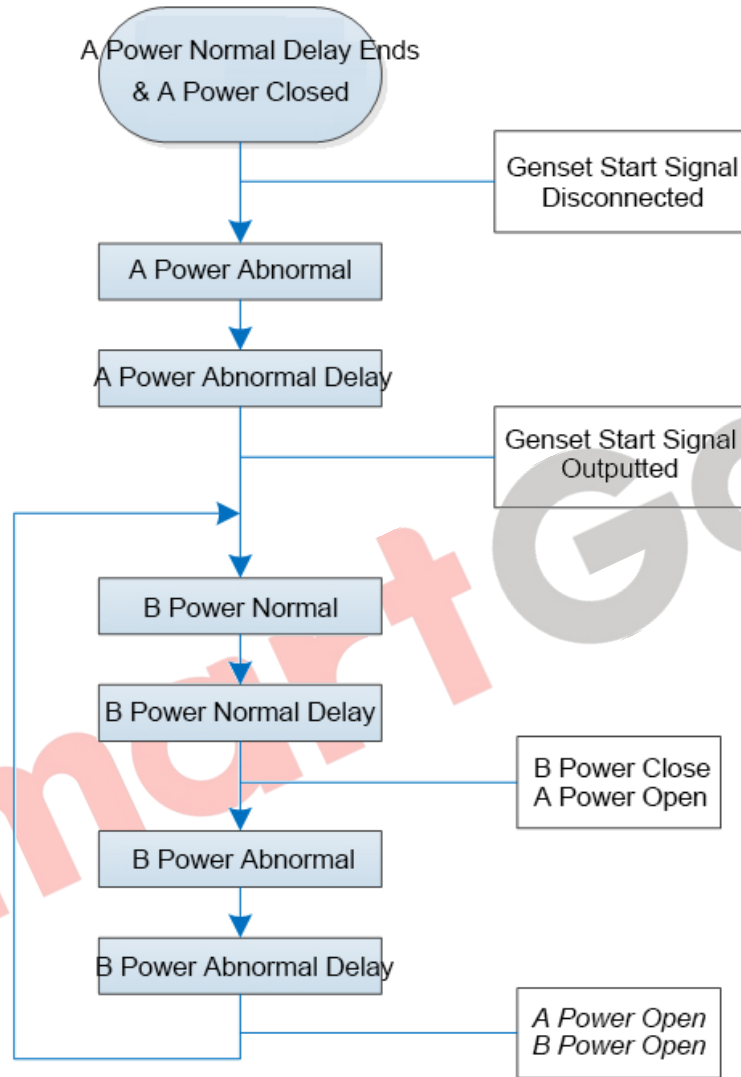 A Power Normal Delay Ends
& A Power Closed
Genset Start Signal
Disconnected
A Power Abnormal
A Power Abnormal Delay
Genset Start Signal
Outputted
B Power Normal
B Power Normal Delay
B Power Close
A Power Open
B Power Abnormal
B Power Abnormal Delay
A Power Open
B Power Open
martGe